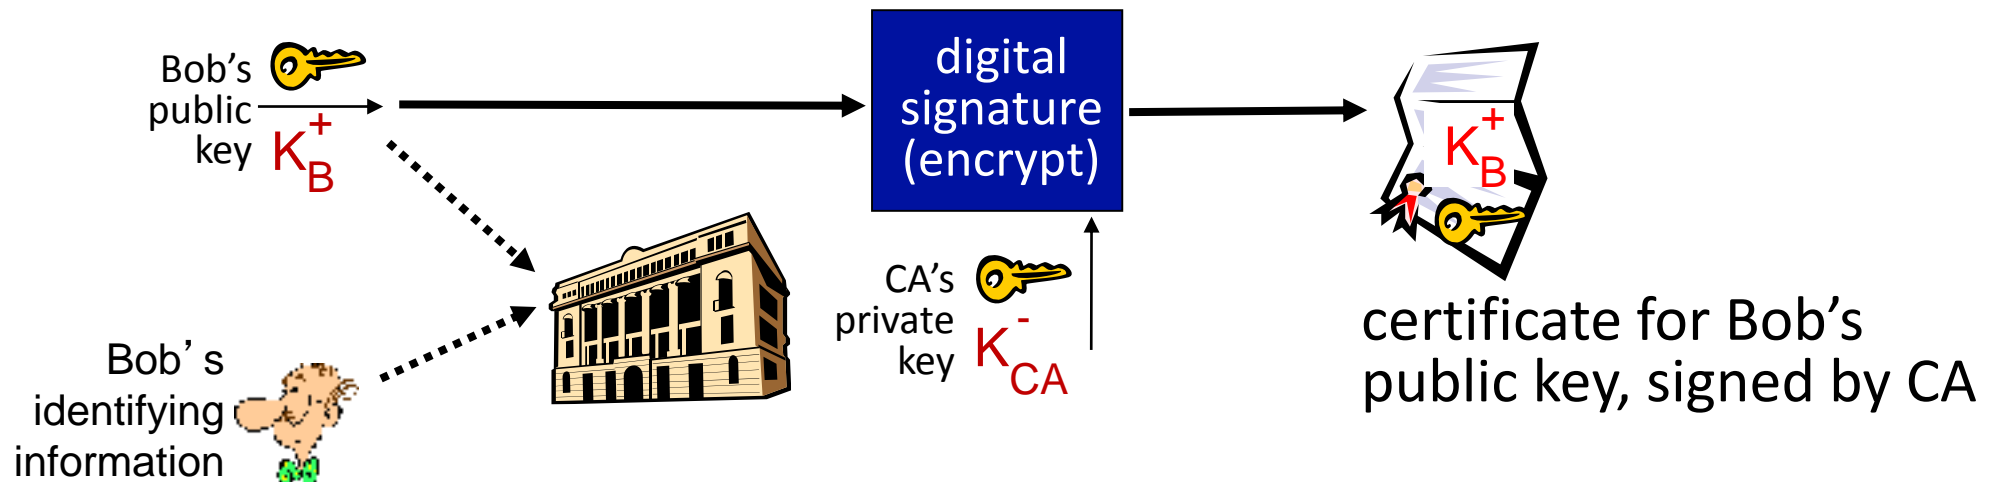 Bob’s
public
key
K
+
B
digital
signature
(encrypt)
K
+
B
CA’s
private
key
K
-
CA
certificate for Bob’s
public key, signed by CA
Bob’s
identifying
information